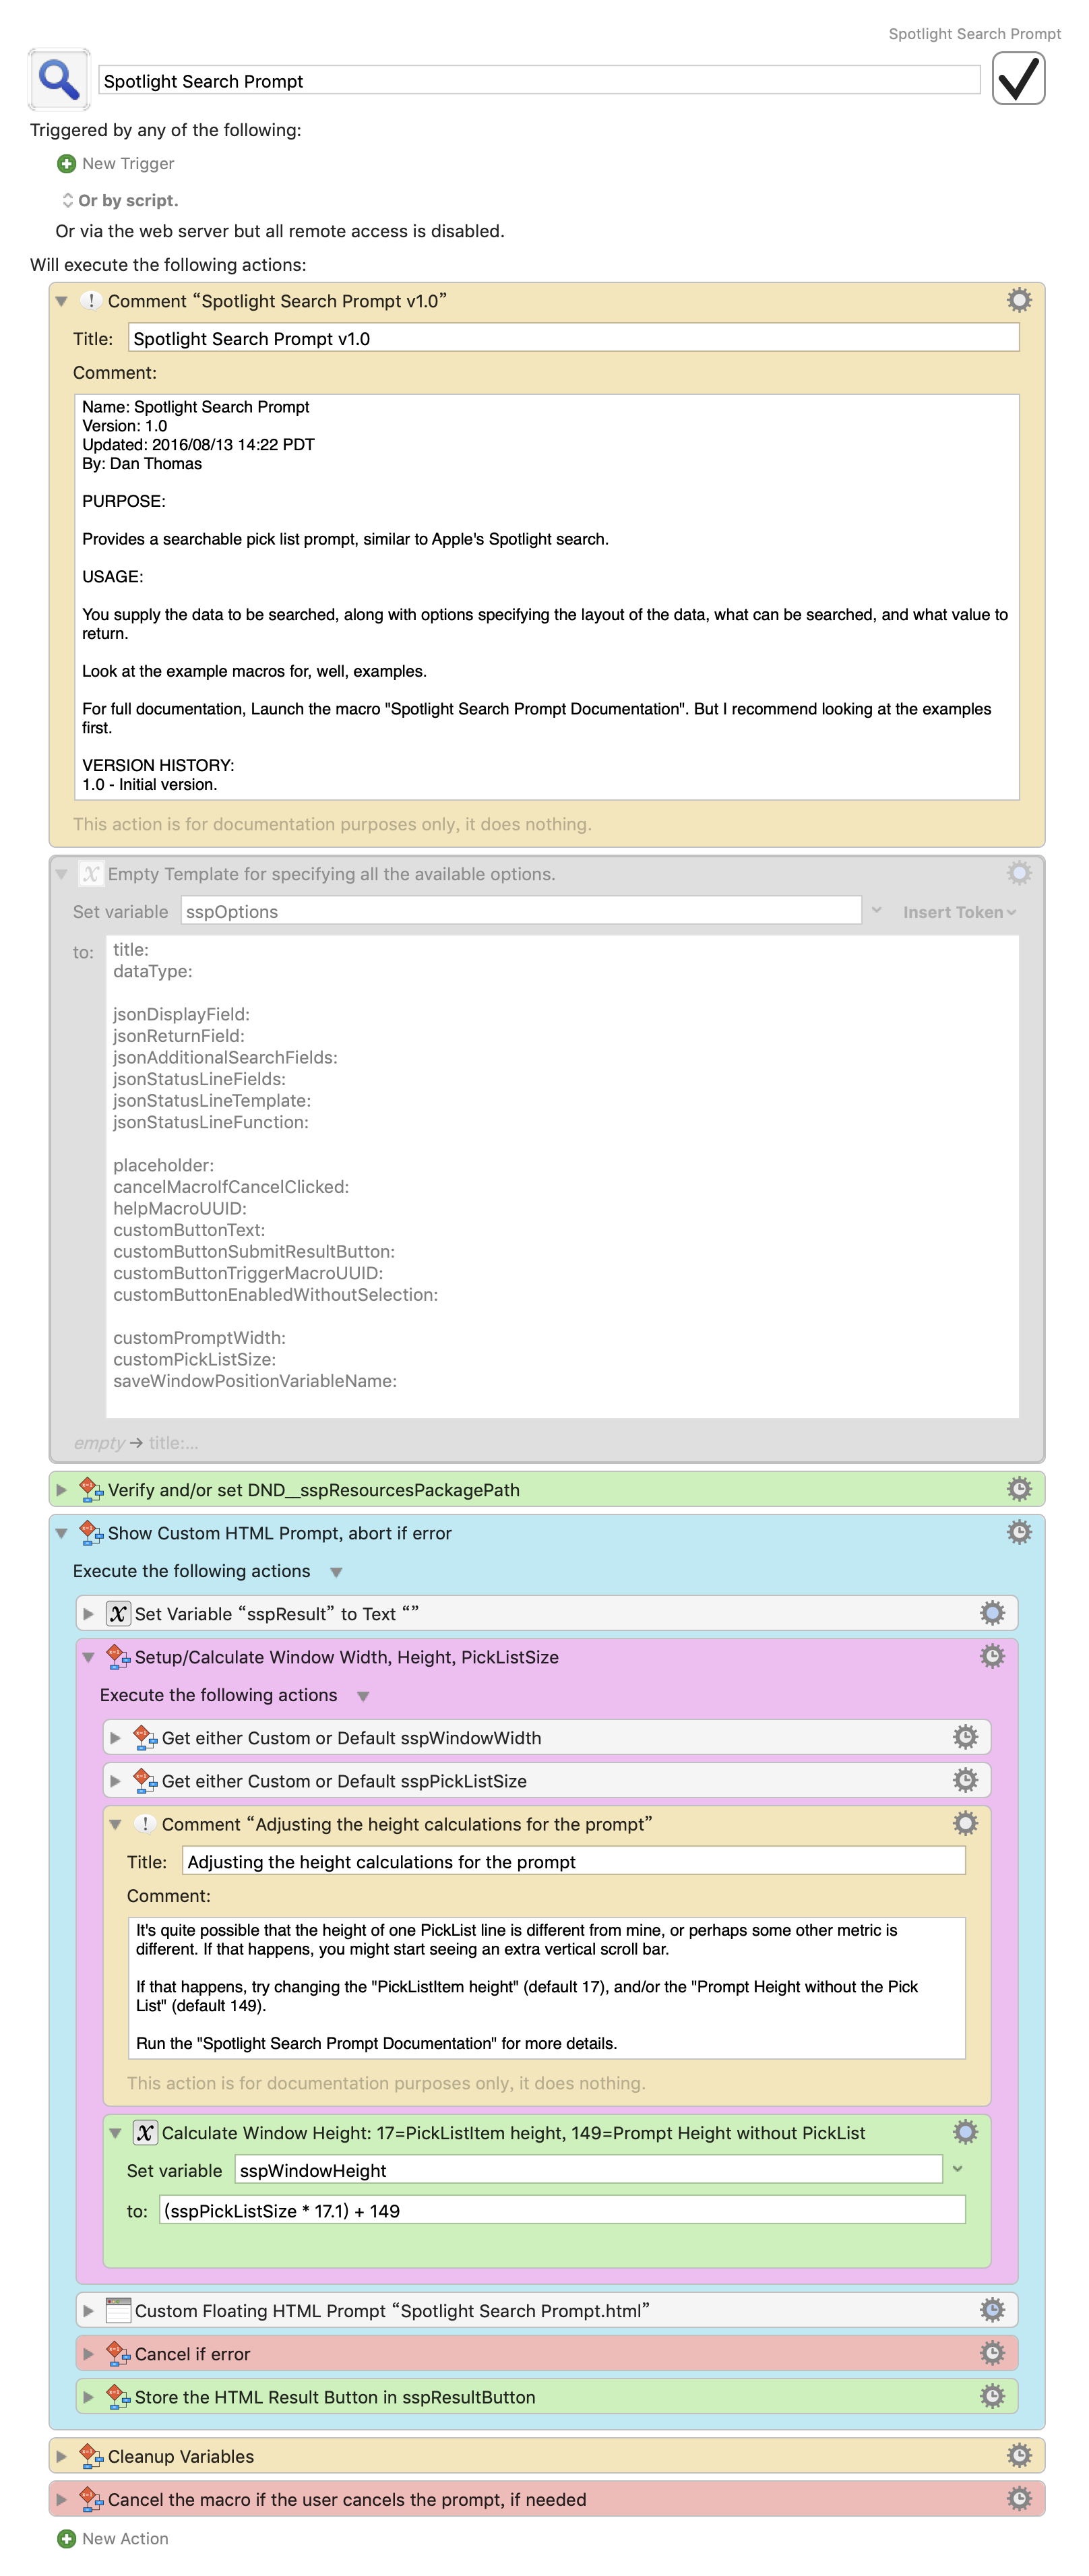 Spotlight Search Prompt
Spotlight Search Prompt
Triggered by any of the following:
New Trigger
Or by script.
Or via the web server but all remote access is disabled.
Will execute the following actions:
Comment “Spotlight Search Prompt v1.0”
Title: Spotlight Search Prompt v1.0
Comment:
Name: Spotlight Search Prompt
Version: 1.0
Updated: 2016/08/13 14:22 PDT
By: Dan Thomas
PURPOSE:
Provides a searchable pick list prompt, similar to Apple's Spotlight search.
USAGE:
You supply the data to be searched, along with options specifying the layout of the data, what can be searched, and what value to
return.
Look at the example macros for, well, examples.
For full documentation, Launch the macro "Spotlight Search Prompt Documentation". But I recommend looking at the examples
first.
VERSION HISTORY:
1.0 - Initial version.
This action is for documentation purposes only, it does nothing.
Empty Template for specifying all the available options.
Set variable sspOptions Insert Token
to: title:
dataType:
jsonDisplayField:
jsonReturnField:
jsonAdditionalSearchFields:
jsonStatusLineFields:
jsonStatusLineTemplate:
jsonStatusLineFunction:
placeholder:
cancelMacroIfCancelClicked:
helpMacroUUID:
customButtonText:
customButtonSubmitResultButton:
customButtonTriggerMacroUUID:
customButtonEnabledWithoutSelection:
customPromptWidth:
customPickListSize:
saveWindowPositionVariableName:
empty → title:...
Verify and/or set DND__sspResourcesPackagePath
Show Custom HTML Prompt, abort if error
Execute the following actions
Set Variable “sspResult” to Text “”
Setup/Calculate Window Width, Height, PickListSize
Execute the following actions
Get either Custom or Default sspWindowWidth
Get either Custom or Default sspPickListSize
Comment “Adjusting the height calculations for the prompt”
Title: Adjusting the height calculations for the prompt
Comment:
It's quite possible that the height of one PickList line is different from mine, or perhaps some other metric is
different. If that happens, you might start seeing an extra vertical scroll bar.
If that happens, try changing the "PickListItem height" (default 17), and/or the "Prompt Height without the Pick
List" (default 149).
Run the "Spotlight Search Prompt Documentation" for more details.
This action is for documentation purposes only, it does nothing.
Calculate Window Height: 17=PickListItem height, 149=Prompt Height without PickList
Set variable sspWindowHeight
to: (sspPickListSize * 17.1) + 149
Custom Floating HTML Prompt “Spotlight Search Prompt.html”
Cancel if error
Store the HTML Result Button in sspResultButton
Cleanup Variables
Cancel the macro if the user cancels the prompt, if needed
New Action